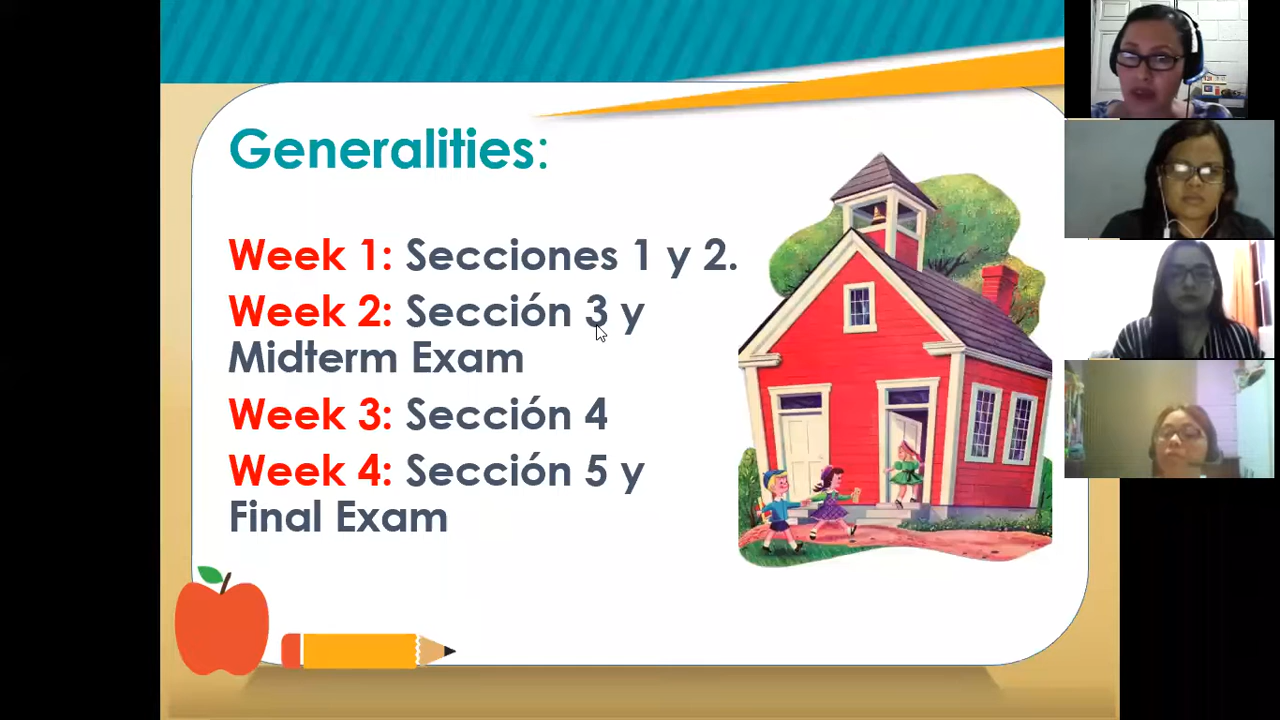 Generalities:
Week 1: Secciones 1 y 2.
Week 2: Sección 3 y
Midterm Exam
Week 3: Sección 4
Week 4: Sección 5 y
Final Exam